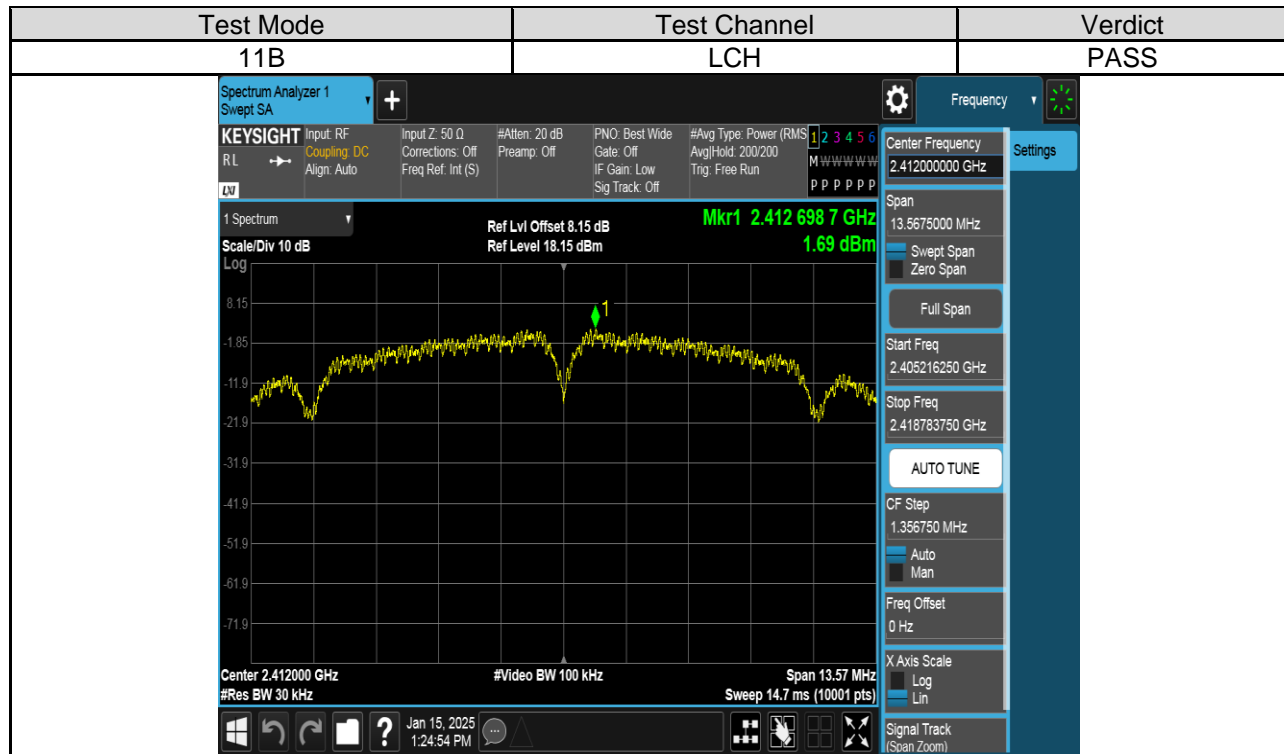 Test Mode Test Channel Verdict
11B LCH PASS
Spectrum Analyzer 1
Swept SA
+
Frequency
KEYSIGHT
R L
LXI
Input: RF
Coupling: DC
Align: Auto
Input Z: 50 Ω
Corrections: Off
Freq Ref: Int (S)
#Atten: 20 dB
Preamp: Off
PNO: Best Wide
Gate: Off
IF Gain: Low
Sig Track: Off
#Avg Type: Power (RMS
Avg|Hold: 200/200
Trig: Free Run
1 2 3 4 5 6
M W W W W W
P P P P P P
1 Spectrum
Scale/Div 10 dB
Log
Ref Lvl Offset 8.15 dB
Ref Level 18.15 dBm
Mkr1 2.412 698 7 GHz
1.69 dBm
1
8.15
-1.85
-11.9
-21.9
-31.9
-41.9
-51.9
-61.9
-71.9
Center 2.412000 GHz
#Res BW 30 kHz
#Video BW 100 kHz
Span 13.57 MHz
Sweep 14.7 ms (10001 pts)
?
Jan 15, 2025
1:24:54 PM
Center Frequency
2.412000000 GHz
Settings
Span
13.5675000 MHz
Swept Span
Zero Span
Full Span
Start Freq
2.405216250 GHz
Stop Freq
2.418783750 GHz
AUTO TUNE
CF Step
1.356750 MHz
Auto
Man
Freq Offset
0 Hz
X Axis Scale
Log
Lin
Signal Track
(Span Zoom)